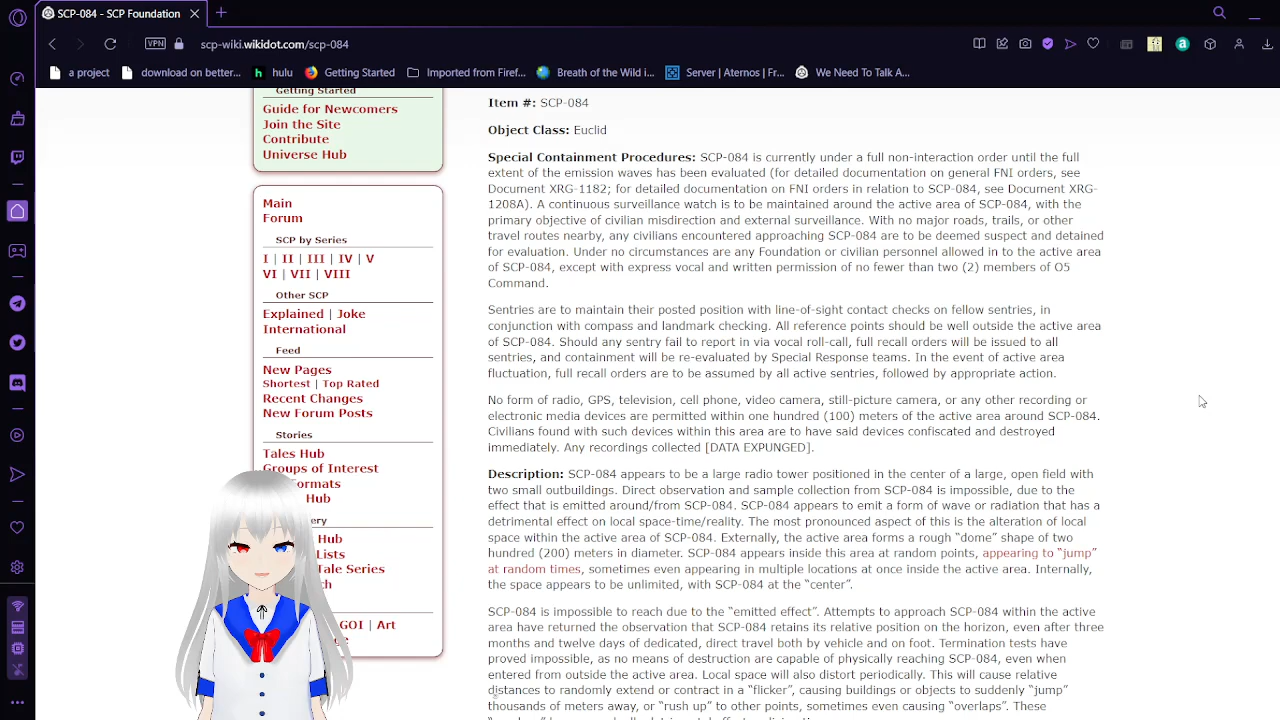 SCP-084 - SCP Foundation
VPN
scp-wiki.wikidot.com/scp-084
a project
download on better...
hulu
Getting Started
Imported from Firef...
Breath of the Wild i...
Server | Aternos | Fr...
We Need To Talk A...
Getting Started
Guide for Newcomers
Join the Site
Contribute
Universe Hub
Main
Forum
SCP by Series
I | II | III | IV | V
VI | VII | VIII
Other SCP
Explained | Joke
International
Feed
New Pages
Shortest | Top Rated
Recent Changes
New Forum Posts
Stories
Tales Hub
Groups of Interest
Formats
Hub
ery
Hub
Lists
Tale Series
ch
GOI | Art
Item #: SCP-084
Object Class: Euclid
Special Containment Procedures: SCP-084 is currently under a full non-interaction order until the full
extent of the emission waves has been evaluated (for detailed documentation on general FNI orders, see
Document XRG-1182; for detailed documentation on FNI orders in relation to SCP-084, see Document XRG-
1208A). A continuous surveillance watch is to be maintained around the active area of SCP-084, with the
primary objective of civilian misdirection and external surveillance. With no major roads, trails, or other
travel routes nearby, any civilians encountered approaching SCP-084 are to be deemed suspect and detained
for evaluation. Under no circumstances are any Foundation or civilian personnel allowed in to the active area
of SCP-084, except with express vocal and written permission of no fewer than two (2) members of O5
Command.
Sentries are to maintain their posted position with line-of-sight contact checks on fellow sentries, in
conjunction with compass and landmark checking. All reference points should be well outside the active area
of SCP-084. Should any sentry fail to report in via vocal roll-call, full recall orders will be issued to all
sentries, and containment will be re-evaluated by Special Response teams. In the event of active area
fluctuation, full recall orders are to be assumed by all active sentries, followed by appropriate action.
No form of radio, GPS, television, cell phone, video camera, still-picture camera, or any other recording or
electronic media devices are permitted within one hundred (100) meters of the active area around SCP-084.
Civilians found with such devices within this area are to have said devices confiscated and destroyed
immediately. Any recordings collected [DATA EXPUNGED].
Description: SCP-084 appears to be a large radio tower positioned in the center of a large, open field with
two small outbuildings. Direct observation and sample collection from SCP-084 is impossible, due to the
effect that is emitted around/from SCP-084. SCP-084 appears to emit a form of wave or radiation that has a
detrimental effect on local space-time/reality. The most pronounced aspect of this is the alteration of local
space within the active area of SCP-084. Externally, the active area forms a rough “dome” shape of two
hundred (200) meters in diameter. SCP-084 appears inside this area at random points, appearing to “jump”
at random times, sometimes even appearing in multiple locations at once inside the active area. Internally,
the space appears to be unlimited, with SCP-084 at the “center”.
SCP-084 is impossible to reach due to the “emitted effect”. Attempts to approach SCP-084 within the active
area have returned the observation that SCP-084 retains its relative position on the horizon, even after three
months and twelve days of dedicated, direct travel both by vehicle and on foot. Termination tests have
proved impossible, as no means of destruction are capable of physically reaching SCP-084, even when
entered from outside the active area. Local space will also distort periodically. This will cause relative
distances to randomly extend or contract in a “flicker”, causing buildings or objects to suddenly “jump”
thousands of meters away, or “rush up” to other points, sometimes even causing “overlaps”. These